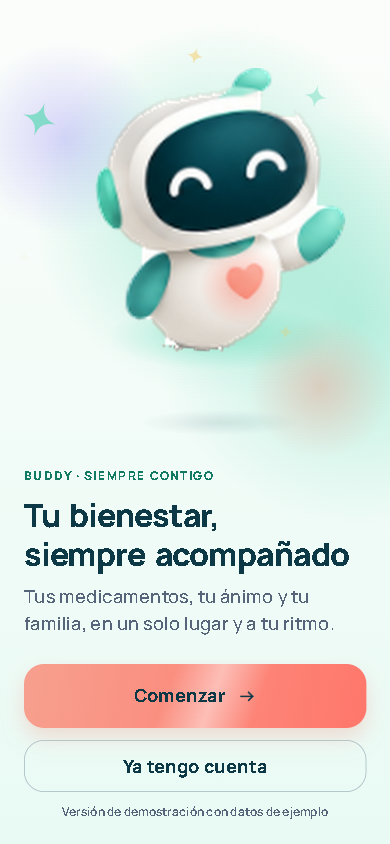 BUDDY · SIEMPRE CONTIGO
Tu bienestar,
siempre acompañado
Tus medicamentos, tu ánimo y tu
familia, en un solo lugar y a tu ritmo.
Comenzar →
Ya tengo cuenta
Versión de demostración con datos de ejemplo